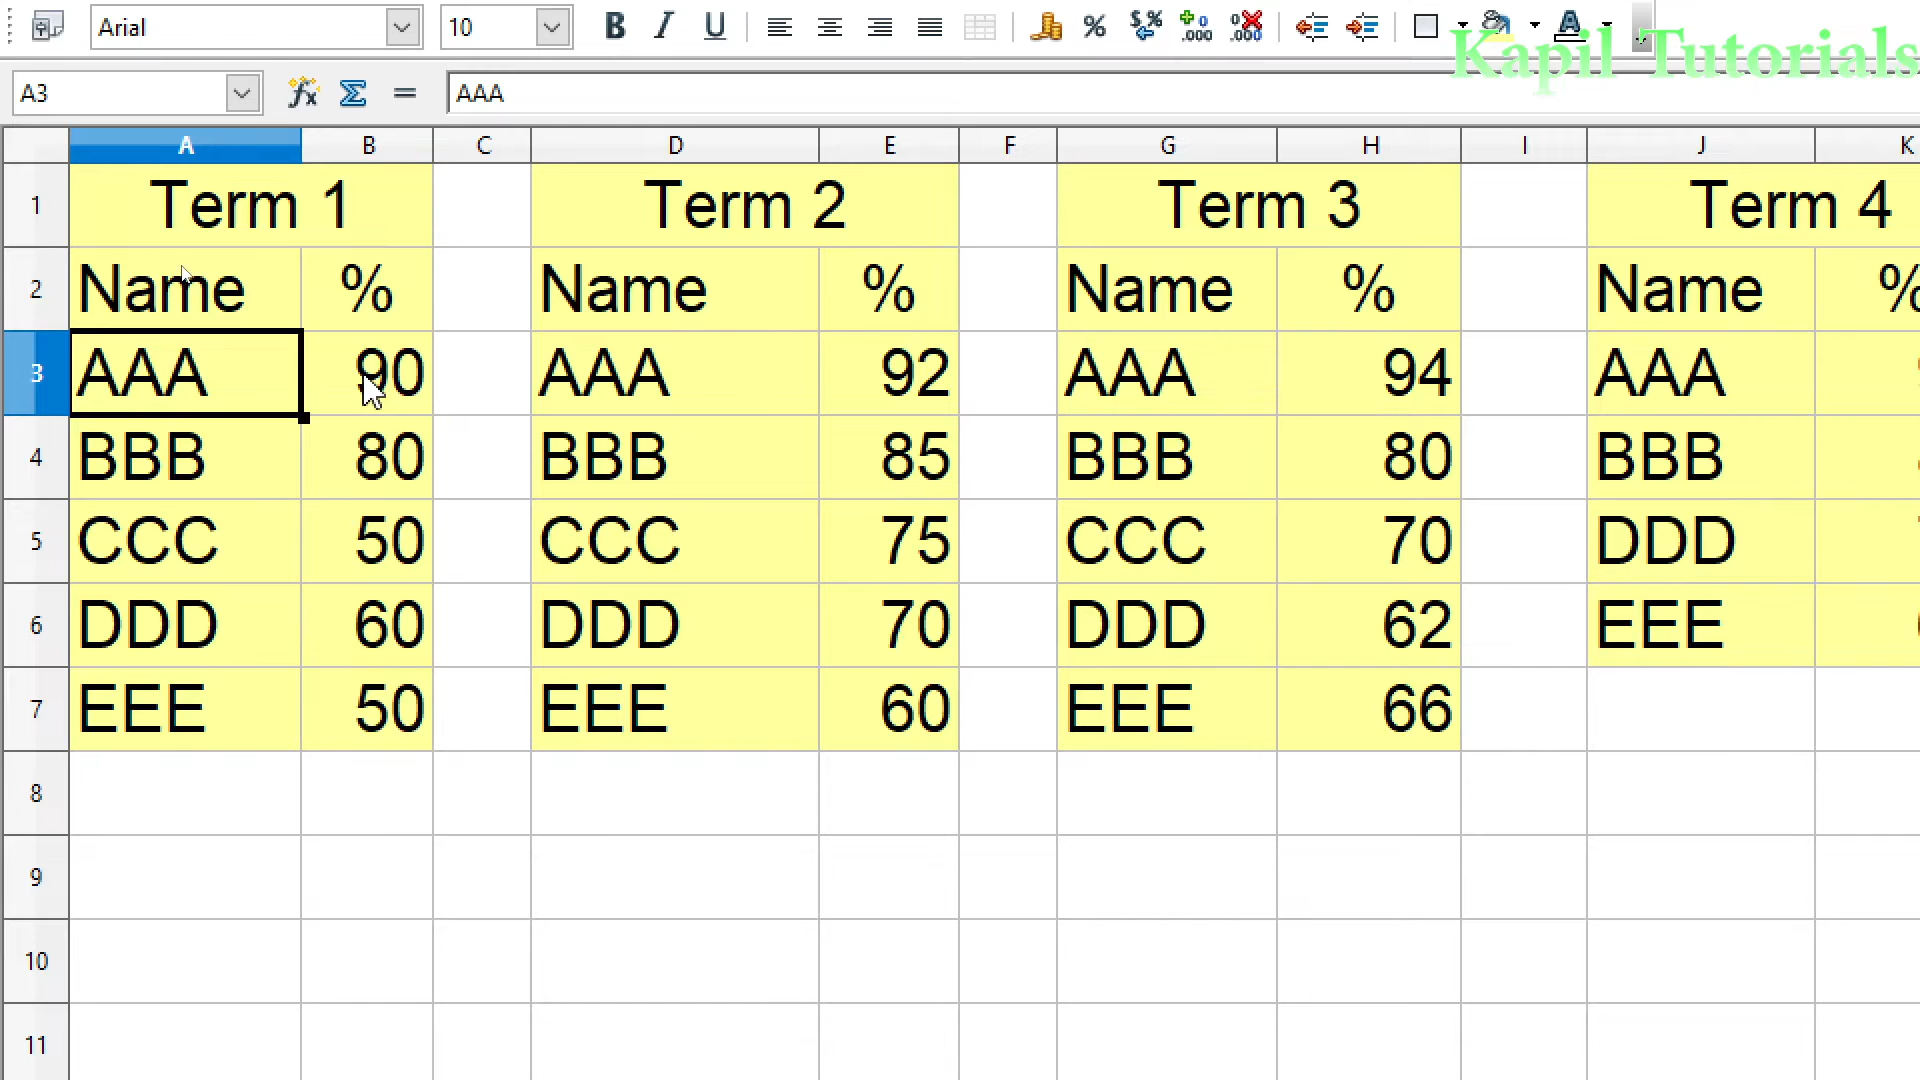 Arial 10 B I U % $,% .000 .000 A
Kapil Tutorials
A3 fx Σ = AAA
A B C D E F G H I J K
1 Term 1 Term 2 Term 3 Term 4
2 Name % Name % Name % Name %
3 AAA 90 AAA 92 AAA 94 AAA
4 BBB 80 BBB 85 BBB 80 BBB
5 CCC 50 CCC 75 CCC 70 DDD
6 DDD 60 DDD 70 DDD 62 EEE
7 EEE 50 EEE 60 EEE 66
8
9
10
11